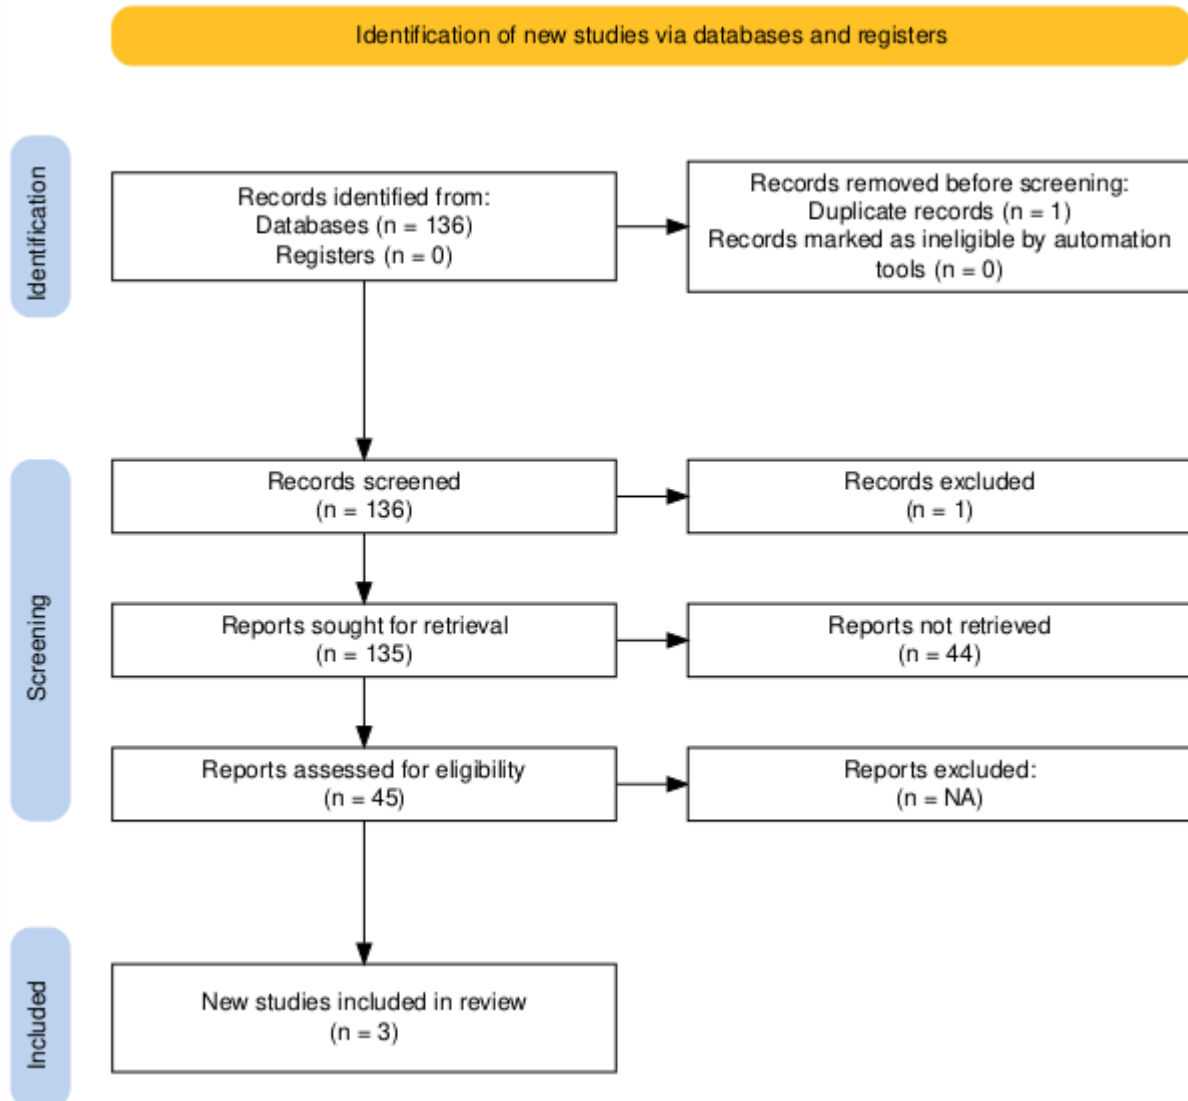 Identification of new studies via databases and registers
Identification
Records identified from:
Databases (n = 136)
Registers (n = 0)
Records removed before screening:
Duplicate records (n = 1)
Records marked as ineligible by automation
tools (n = 0)
Screening
Records screened
(n = 136)
Records excluded
(n = 1)
Reports sought for retrieval
(n = 135)
Reports not retrieved
(n = 44)
Reports assessed for eligibility
(n = 45)
Reports excluded:
(n = NA)
Included
New studies included in review
(n = 3)